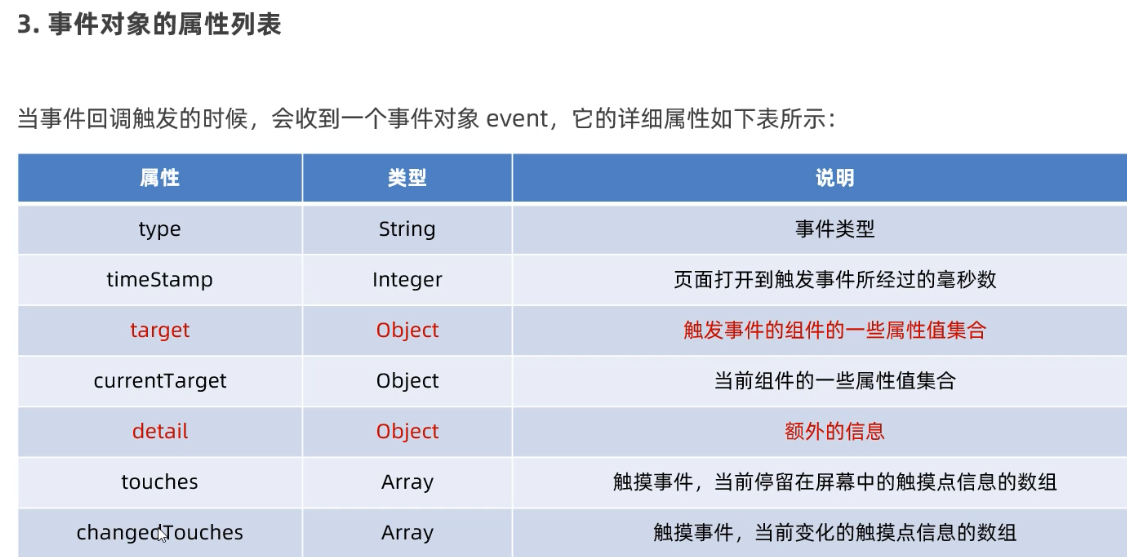 3. 事件对象的属性列表
当事件回调触发的时候，会收到一个事件对象 event，它的详细属性如下表所示：
属性 类型 说明
type String 事件类型
timeStamp Integer 页面打开到触发事件所经过的毫秒数
target Object 触发事件的组件的一些属性值集合
currentTarget Object 当前组件的一些属性值集合
detail Object 额外的信息
touches Array 触摸事件，当前停留在屏幕中的触摸点信息的数组
changedTouches Array 触摸事件，当前变化的触摸点信息的数组